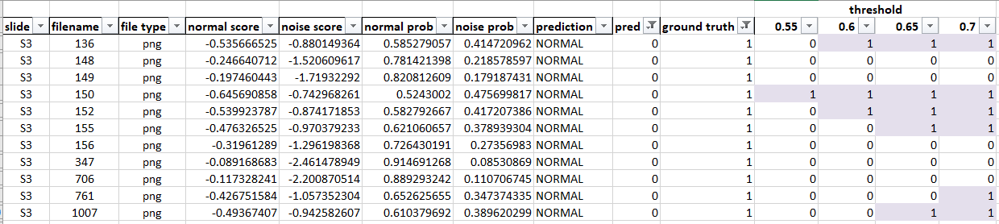 threshold
slide filename file type normal score noise score normal prob noise prob prediction pred ground truth 0.55 0.6 0.65 0.7
S3 136 png -0.535666525 -0.880149364 0.585279057 0.414720962 NORMAL 0 1 0 1 1 1
S3 148 png -0.246640712 -1.520609617 0.781421398 0.218578597 NORMAL 0 1 0 0 0 0
S3 149 png -0.197460443 -1.71932292 0.820812609 0.179187431 NORMAL 0 1 0 0 0 0
S3 150 png -0.645690858 -0.742968261 0.5243002 0.475699817 NORMAL 0 1 1 1 1 1
S3 152 png -0.539923787 -0.874171853 0.582792667 0.417207386 NORMAL 0 1 0 1 1 1
S3 155 png -0.476326525 -0.970379233 0.621060657 0.378939304 NORMAL 0 1 0 0 1 1
S3 156 png -0.31961289 -1.296198368 0.726430191 0.27356983 NORMAL 0 1 0 0 0 0
S3 347 png -0.089168683 -2.461478949 0.914691268 0.08530869 NORMAL 0 1 0 0 0 0
S3 706 png -0.117328241 -2.200870514 0.889293242 0.110706745 NORMAL 0 1 0 0 0 0
S3 761 png -0.426751584 -1.057352304 0.652625655 0.347374335 NORMAL 0 1 0 0 0 1
S3 1007 png -0.49367407 -0.942582607 0.610379692 0.389620299 NORMAL 0 1 0 0 1 1